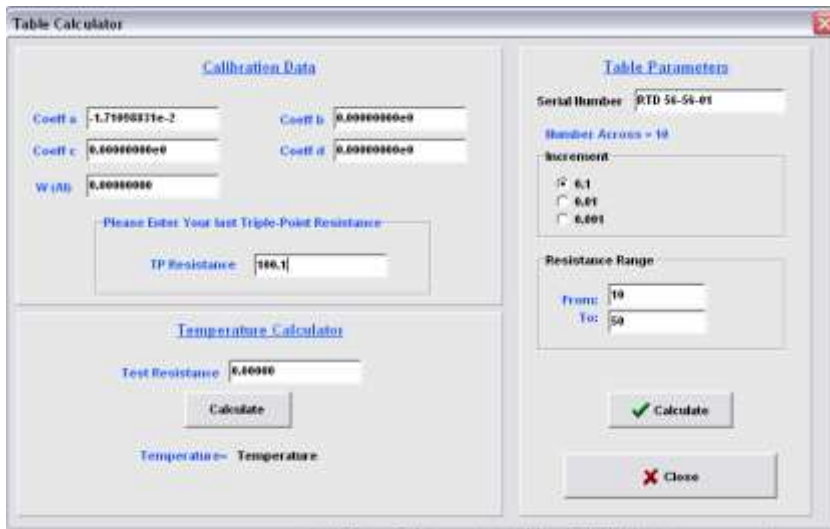 Table Calculator
Calibration Data
Coeff a -1.71098831e-2 Coeff b 0.00000000e0
Coeff c 0.00000000e0 Coeff d 0.00000000e0
W (Al) 0.00000000
Please Enter Your last Triple-Point Resistance
TP Resistance 100.1
Temperature Calculator
Test Resistance 0.00000
Calculate
Temperature= Temperature
Table Parameters
Serial Number RTD 56-56-01
Number Across = 10
Increment
0.1
0.01
0.001
Resistance Range
From: 10
To: 50
Calculate
Close